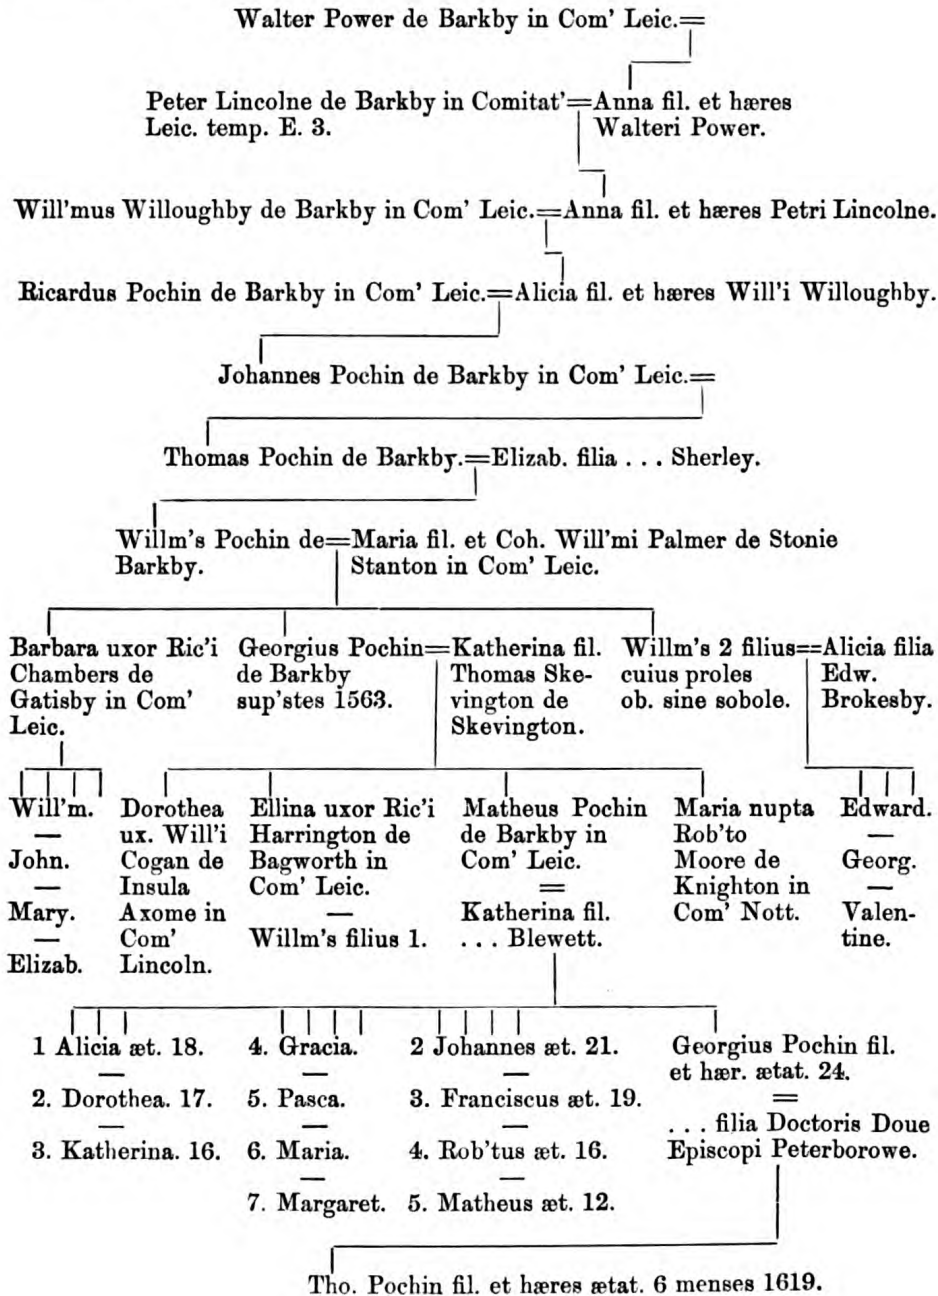 Walter Power de Barkby in Com' Leic.=
Peter Lincolne de Barkby in Comitat'=Anna fil. et hæres
Leic. temp. E. 3. Walteri Power.
Will'mus Willoughby de Barkby in Com' Leic.=Anna fil. et hæres Petri Lincolne.
Ricardus Pochin de Barkby in Com' Leic.=Alicia fil. et hæres Will'i Willoughby.
Johannes Pochin de Barkby in Com' Leic.=
Thomas Pochin de Barkby.=Elizab. filia . . . Sherley.
Willm's Pochin de=Maria fil. et Coh. Will'mi Palmer de Stonie
Barkby. Stanton in Com' Leic.
Barbara uxor Ric'i
Chambers de
Gatisby in Com'
Leic.
Georgius Pochin=Katherina fil.
de Barkby Thomas Ske-
sup'stes 1563. vington de
Skevington.
Willm's 2 filius=Alicia filia
cuius proles Edw.
ob. sine sobole. Brokesby.
Will'm.
—
John.
—
Mary.
—
Elizab.
Dorothea
ux. Will'i
Cogan de
Insula
Axome in
Com'
Lincoln.
Ellina uxor Ric'i
Harrington de
Bagworth in
Com' Leic.
—
Willm's filius 1.
Matheus Pochin
de Barkby in
Com' Leic.
=
Katherina fil.
. . . Blewett.
Maria nupta
Rob'to
Moore de
Knighton in
Com' Nott.
Edward.
—
Georg.
—
Valen-
tine.
1 Alicia æt. 18.
—
2. Dorothea. 17.
—
3. Katherina. 16.
4. Gracia.
—
5. Pasca.
—
6. Maria.
—
7. Margaret.
2 Johannes æt. 21.
—
3. Franciscus æt. 19.
—
4. Rob'tus æt. 16.
—
5. Matheus æt. 12.
Georgius Pochin fil.
et hær. ætat. 24.
=
. . . filia Doctoris Doue
Episcopi Peterborowe.
Tho. Pochin fil. et hæres ætat. 6 menses 1619.